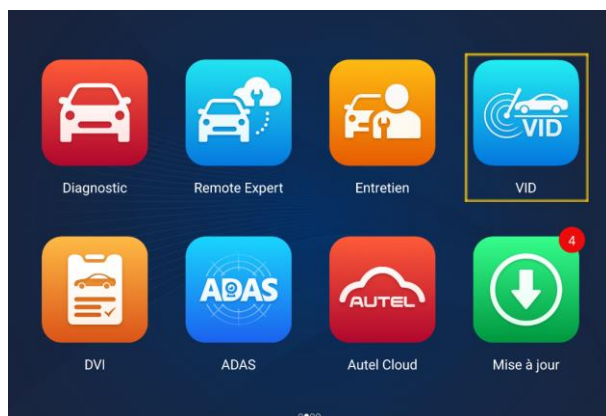 VID
Diagnostic
Remote Expert
Entretien
VID
4
ADAS
AUTEL
DVI
ADAS
Autel Cloud
Mise à jour